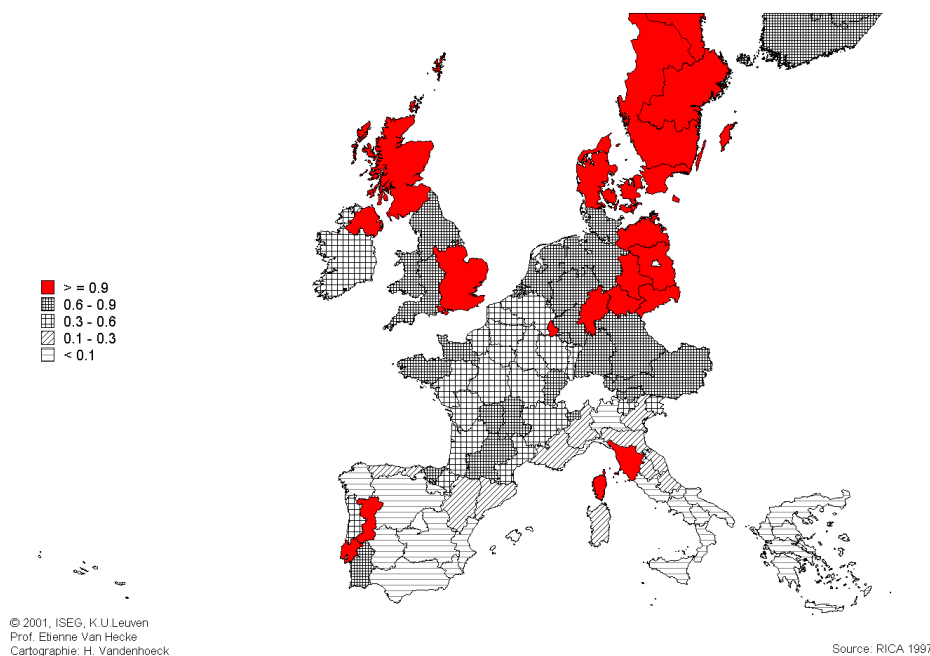 > = 0.9
0.6 - 0.9
0.3 - 0.6
0.1 - 0.3
< 0.1
© 2001, ISEG, K.U.Leuven
Prof. Etienne Van Hecke
Cartographie: H. Vandenhoeck
Source: RICA 1997